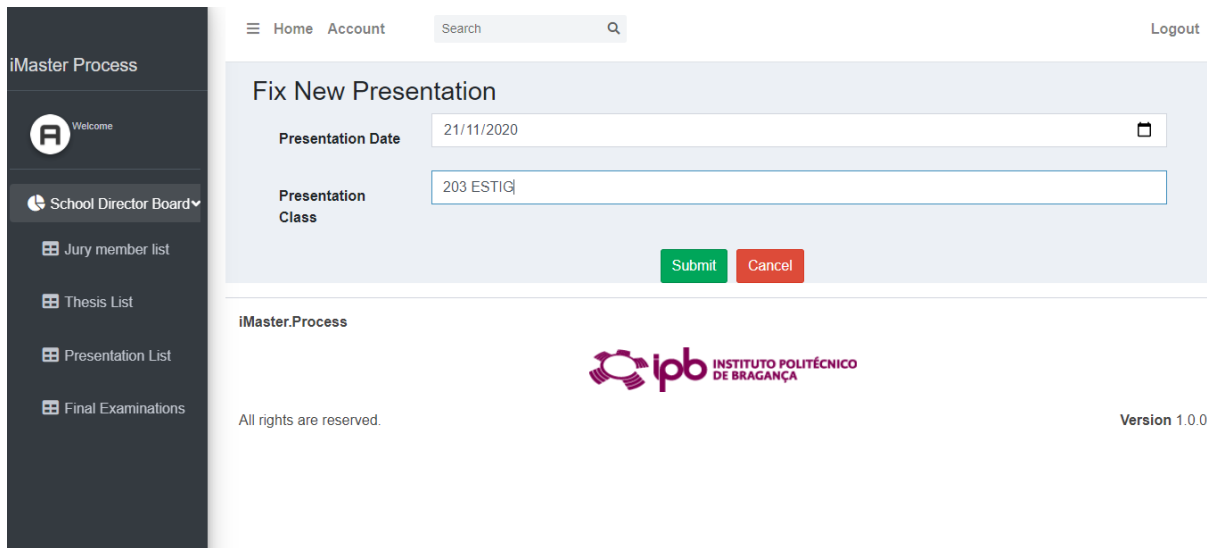 Home Account Search Logout
iMaster Process
Welcome
School Director Board
Jury member list
Thesis List
Presentation List
Final Examinations
Fix New Presentation
Presentation Date 21/11/2020
Presentation
Class
203 ESTIG
Submit Cancel
iMaster.Process
ipb INSTITUTO POLITÉCNICO
DE BRAGANÇA
All rights are reserved. Version 1.0.0